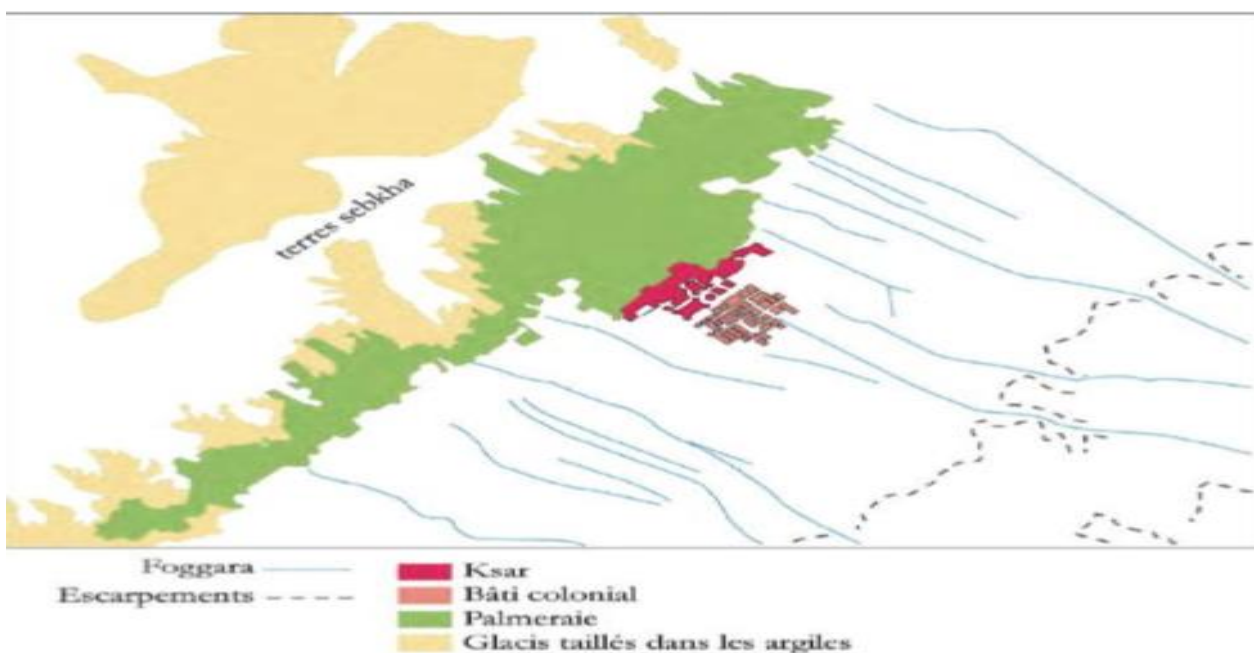 terres sebkha
Foggara
Escarpements
Ksar
Bâti colonial
Palmeraie
Glacis taillés dans les argiles